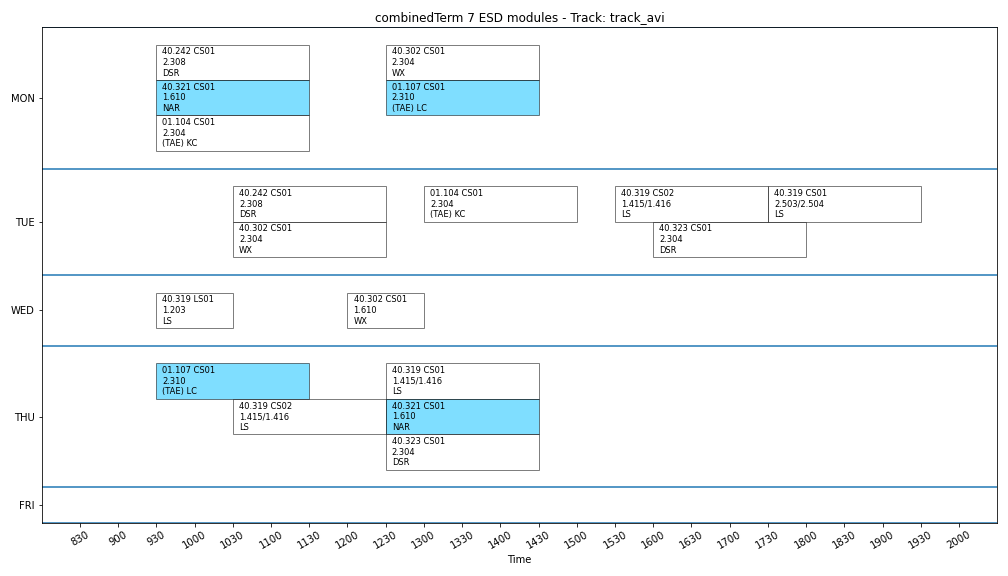 combinedTerm 7 ESD modules - Track: track_avi
MON
40.242 CS01
2.308
DSR
40.321 CS01
1.610
NAR
01.104 CS01
2.304
(TAE) KC
40.302 CS01
2.304
WX
01.107 CS01
2.310
(TAE) LC
TUE
40.242 CS01
2.308
DSR
40.302 CS01
2.304
WX
01.104 CS01
2.304
(TAE) KC
40.319 CS02
1.415/1.416
LS
40.319 CS01
2.503/2.504
LS
40.323 CS01
2.304
DSR
WED
40.319 LS01
1.203
LS
40.302 CS01
1.610
WX
THU
01.107 CS01
2.310
(TAE) LC
40.319 CS02
1.415/1.416
LS
40.319 CS01
1.415/1.416
LS
40.321 CS01
1.610
NAR
40.323 CS01
2.304
DSR
FRI
830 900 930 1000 1030 1100 1130 1200 1230 1300 1330 1400 1430 1500 1530 1600 1630 1700 1730 1800 1830 1900 1930 2000
Time